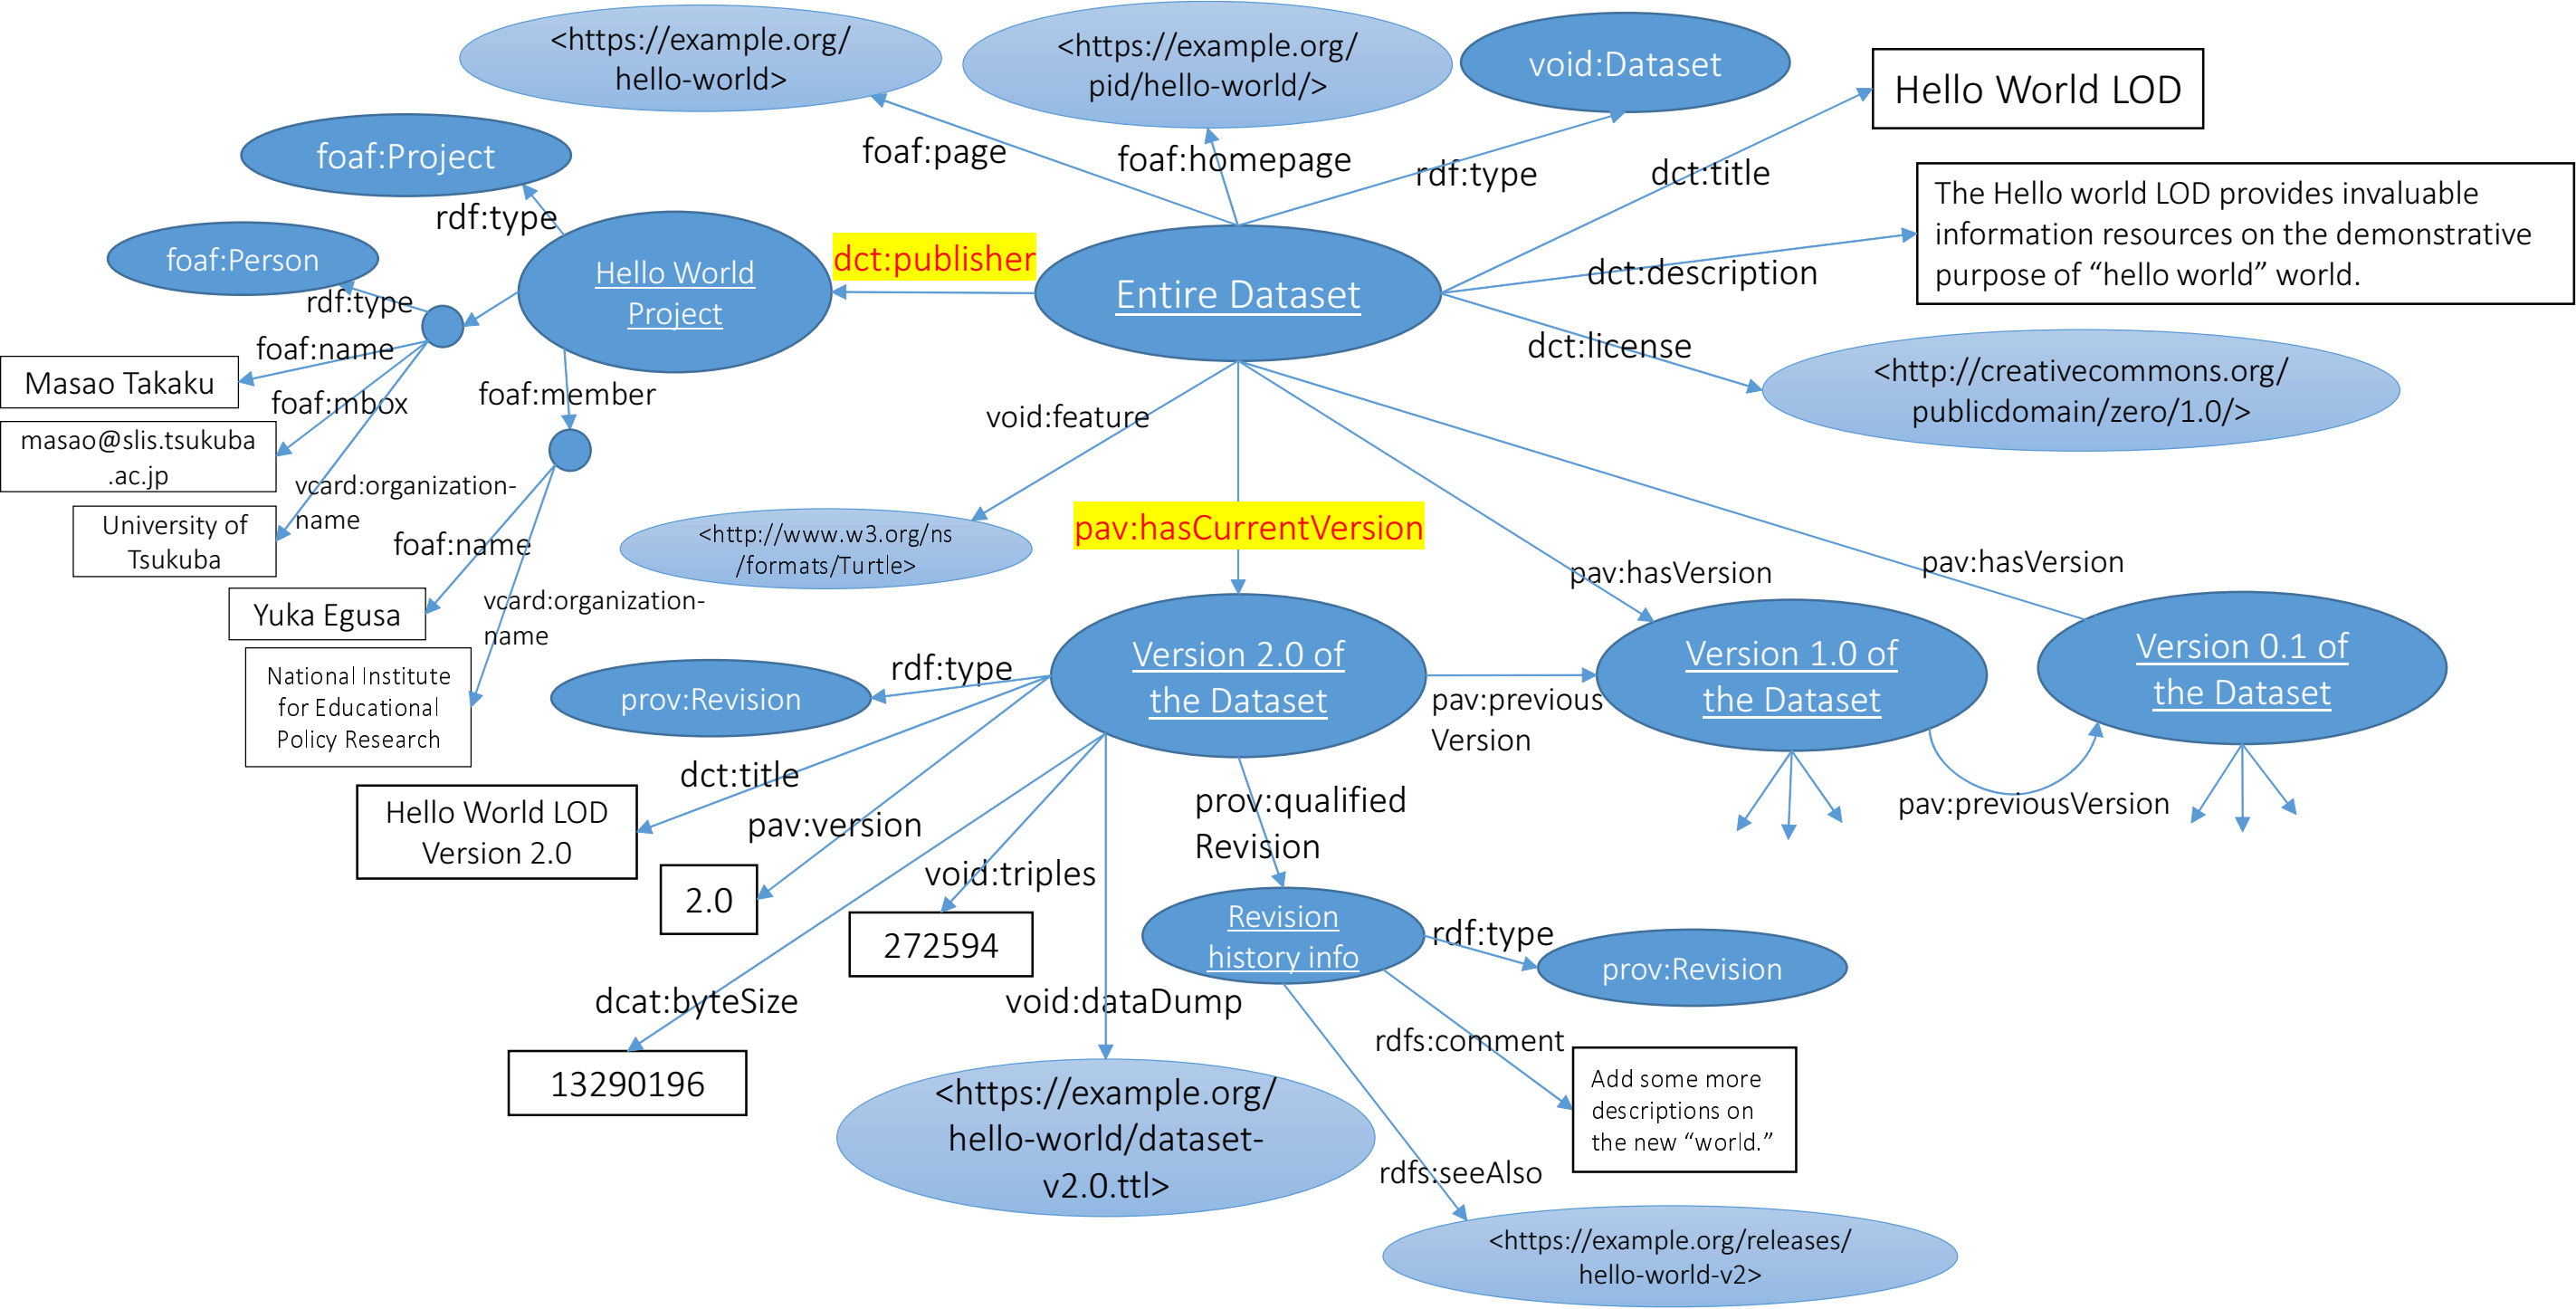 <https://example.org/
hello-world>
<https://example.org/
pid/hello-world/>
void:Dataset
Hello World LOD
foaf:Project
foaf:page
foaf:homepage
rdf:type
dct:title
The Hello world LOD provides invaluable
information resources on the demonstrative
purpose of “hello world” world.
rdf:type
foaf:Person
Hello World
Project
dct:publisher
Entire Dataset
dct:description
rdf:type
foaf:name
dct:license
<http://creativecommons.org/
publicdomain/zero/1.0/>
Masao Takaku
foaf:mbox
foaf:member
void:feature
masao@slis.tsukuba
.ac.jp
vcard:organization-
name
University of
Tsukuba
foaf:name
<http://www.w3.org/ns
/formats/Turtle>
pav:hasCurrentVersion
pav:hasVersion
pav:hasVersion
Yuka Egusa
vcard:organization-
name
National Institute
for Educational
Policy Research
prov:Revision
rdf:type
Version 2.0 of
the Dataset
pav:previous
Version
Version 1.0 of
the Dataset
Version 0.1 of
the Dataset
dct:title
Hello World LOD
Version 2.0
pav:version
prov:qualified
Revision
pav:previousVersion
2.0
void:triples
272594
Revision
history info
rdf:type
prov:Revision
dcat:byteSize
void:dataDump
rdfs:comment
13290196
<https://example.org/
hello-world/dataset-
v2.0.ttl>
Add some more
descriptions on
the new “world.”
rdfs:seeAlso
<https://example.org/releases/
hello-world-v2>